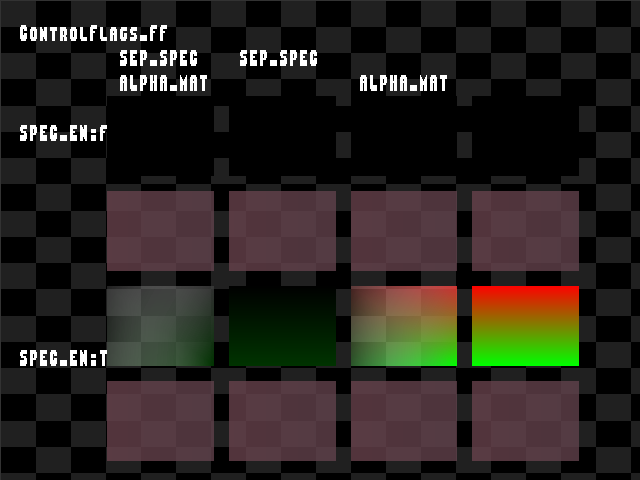 ControlFlags_FF
SEP_SPEC SEP_SPEC
ALPHA_MAT ALPHA_MAT
SPEC_EN:F
SPEC_EN:T